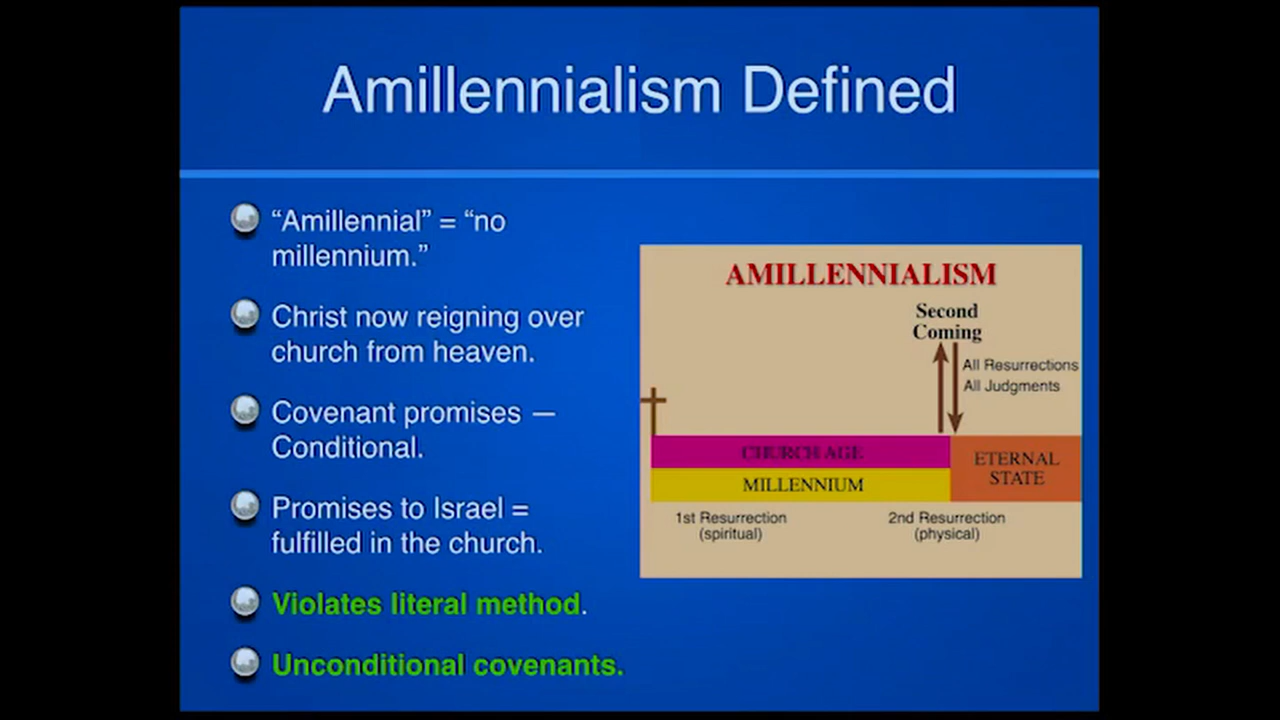 Amillennialism Defined
“Amillennial” = “no
millennium.”
Christ now reigning over
church from heaven.
Covenant promises —
Conditional.
Promises to Israel =
fulfilled in the church.
Violates literal method.
Unconditional covenants.
AMILLENNIALISM
Second
Coming
All Resurrections
All Judgments
CHURCH AGE
MILLENNIUM
ETERNAL
STATE
1st Resurrection
(spiritual)
2nd Resurrection
(physical)